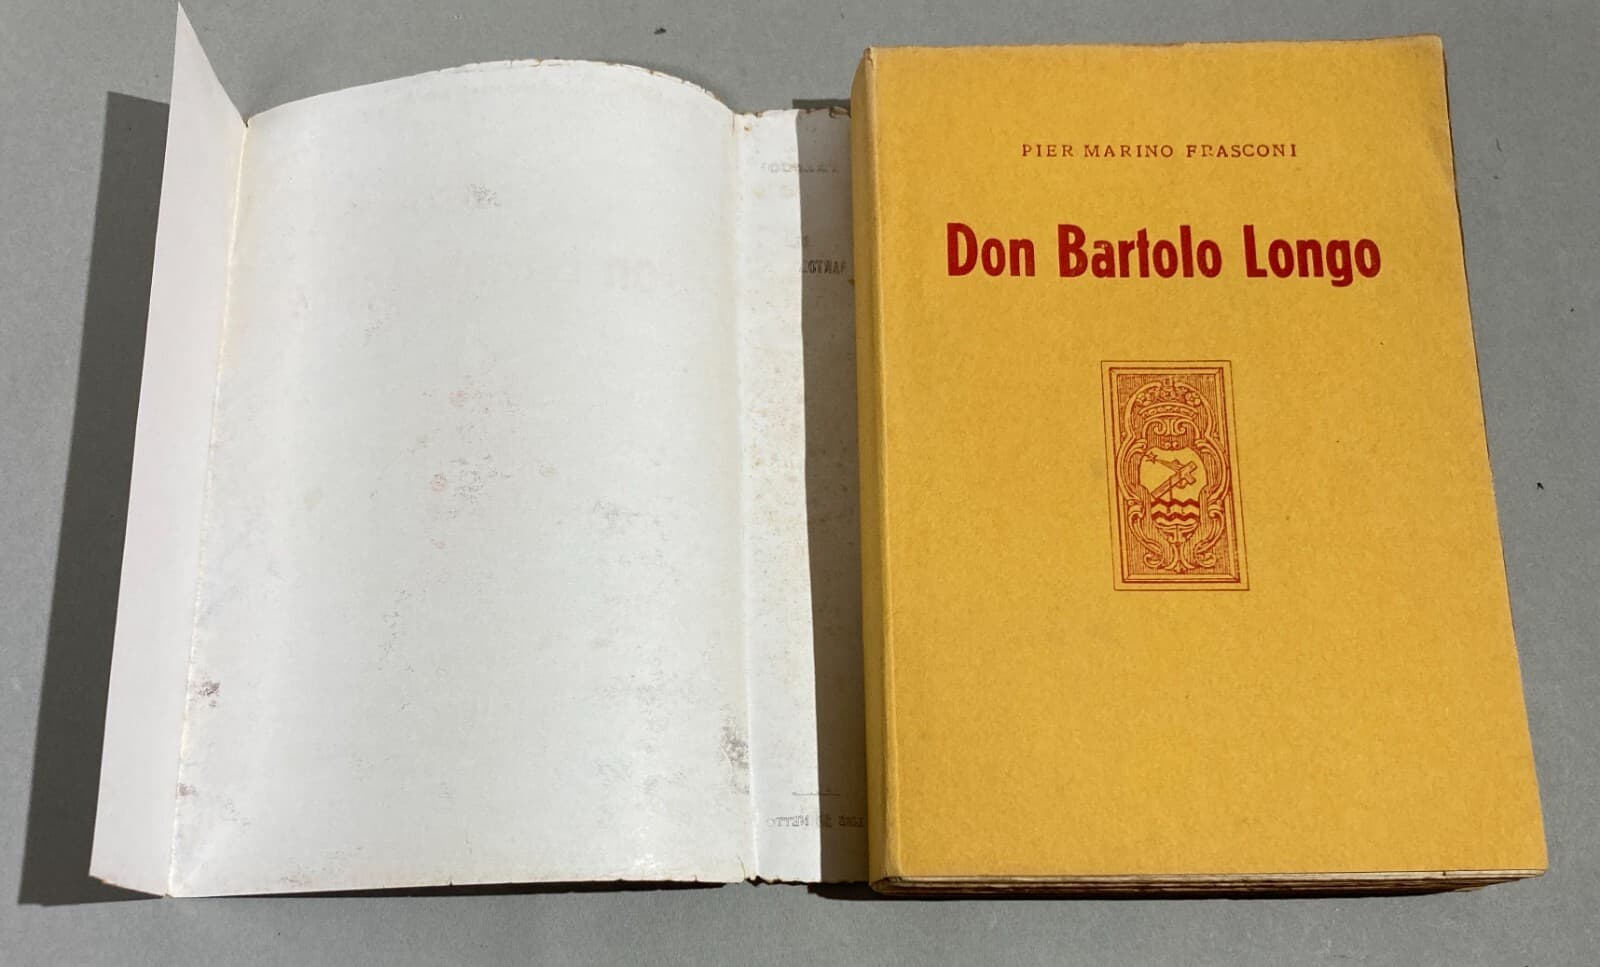 PIER MARINO FRASCONI
Don Bartolo Longo